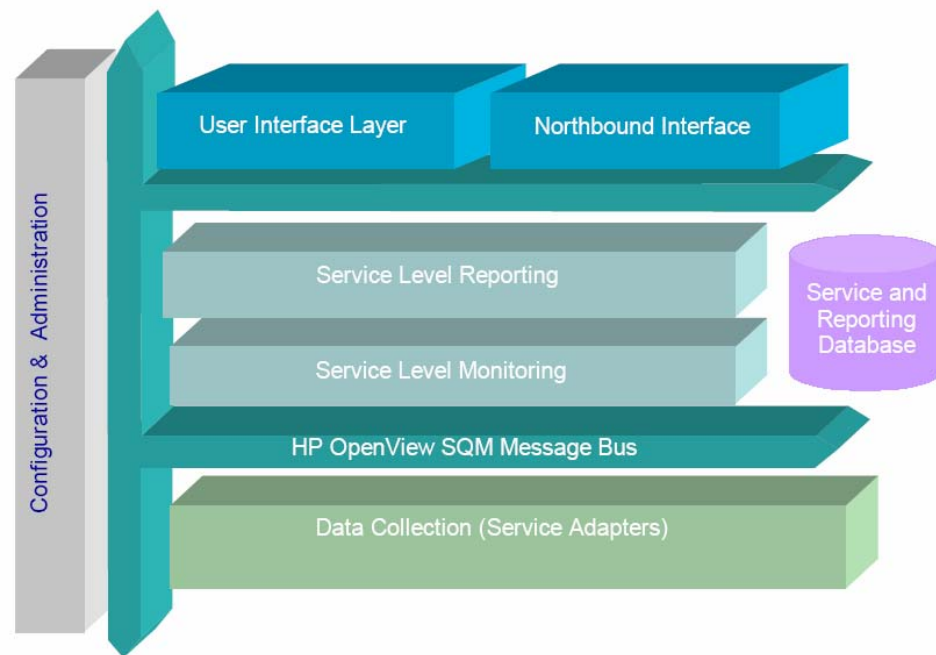 User Interface Layer
Northbound Interface
Configuration & Administration
Service Level Reporting
Service and
Reporting
Database
Service Level Monitoring
HP OpenView SQM Message Bus
Data Collection (Service Adapters)